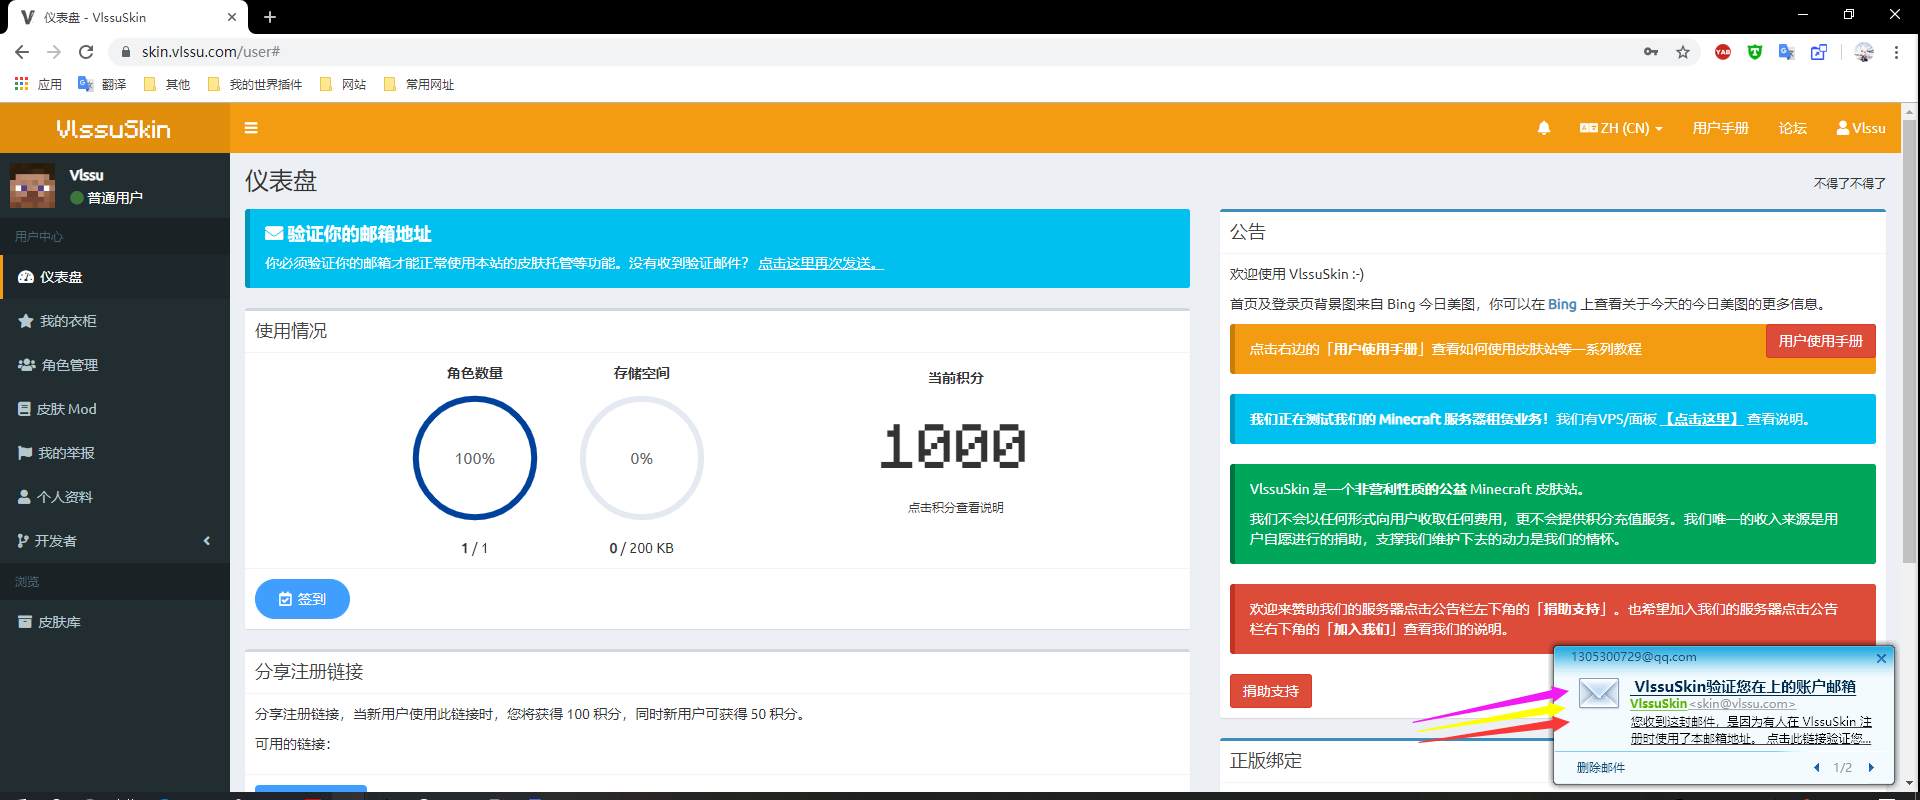 仪表盘 - VlssuSkin
skin.vlssu.com/user#
应用
翻译
其他
我的世界插件
网站
常用网址
VlssuSkin
ZH (CN)
用户手册
论坛
Vlssu
Vlssu
普通用户
用户中心
仪表盘
我的衣柜
角色管理
皮肤 Mod
我的举报
个人资料
开发者
浏览
皮肤库
仪表盘
不得了不得了
验证你的邮箱地址
你必须验证你的邮箱才能正常使用本站的皮肤托管等功能。没有收到验证邮件？ 点击这里再次发送。
使用情况
角色数量
100%
1 / 1
存储空间
0%
0 / 200 KB
当前积分
1000
点击积分查看说明
签到
分享注册链接
分享注册链接，当新用户使用此链接时，您将获得 100 积分，同时新用户可获得 50 积分。
可用的链接：
公告
欢迎使用 VlssuSkin :-)
首页及登录页背景图来自 Bing 今日美图，你可以在 Bing 上查看关于今天的今日美图的更多信息。
点击右边的「用户使用手册」查看如何使用皮肤站等一系列教程
用户使用手册
我们正在测试我们的 Minecraft 服务器租赁业务！我们有VPS/面板 【点击这里】 查看说明。
VlssuSkin 是一个非营利性质的公益 Minecraft 皮肤站。
我们不会以任何形式向用户收取任何费用，更不会提供积分充值服务。我们唯一的收入来源是用
户自愿进行的捐助，支撑我们维护下去的动力是我们的情怀。
欢迎来赞助我们的服务器点击公告栏左下角的「捐助支持」。也希望加入我们的服务器点击公告
栏右下角的「加入我们」查看我们的说明。
捐助支持
正版绑定
1305300729@qq.com
VlssuSkin验证您在上的账户邮箱
VlssuSkin<skin@vlssu.com>
您收到这封邮件，是因为有人在 VlssuSkin 注
册时使用了本邮箱地址。 点击此链接验证您...
删除邮件
1/2